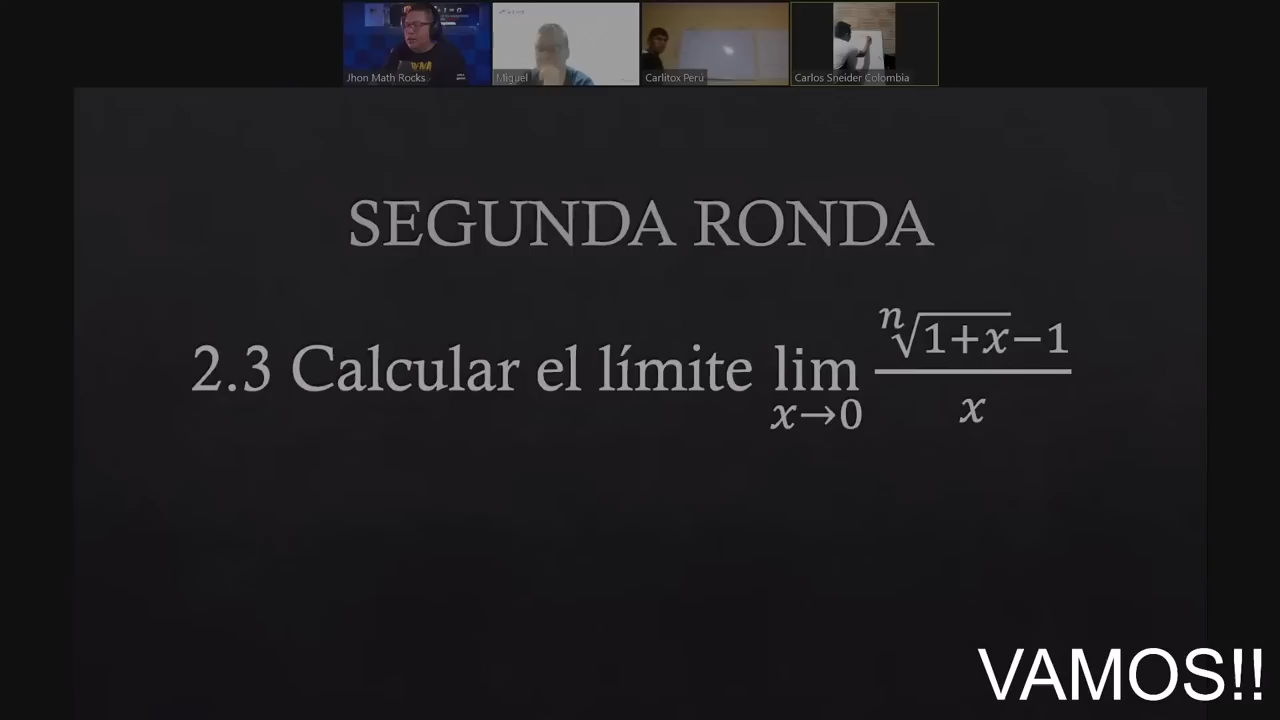 Jhon Math Rocks
Miguel
Carlitox Perú
Carlos Sneider Colombia
SEGUNDA RONDA
2.3 Calcular el límite lim x→0 (ⁿ√(1+x)−1)/x
VAMOS!!